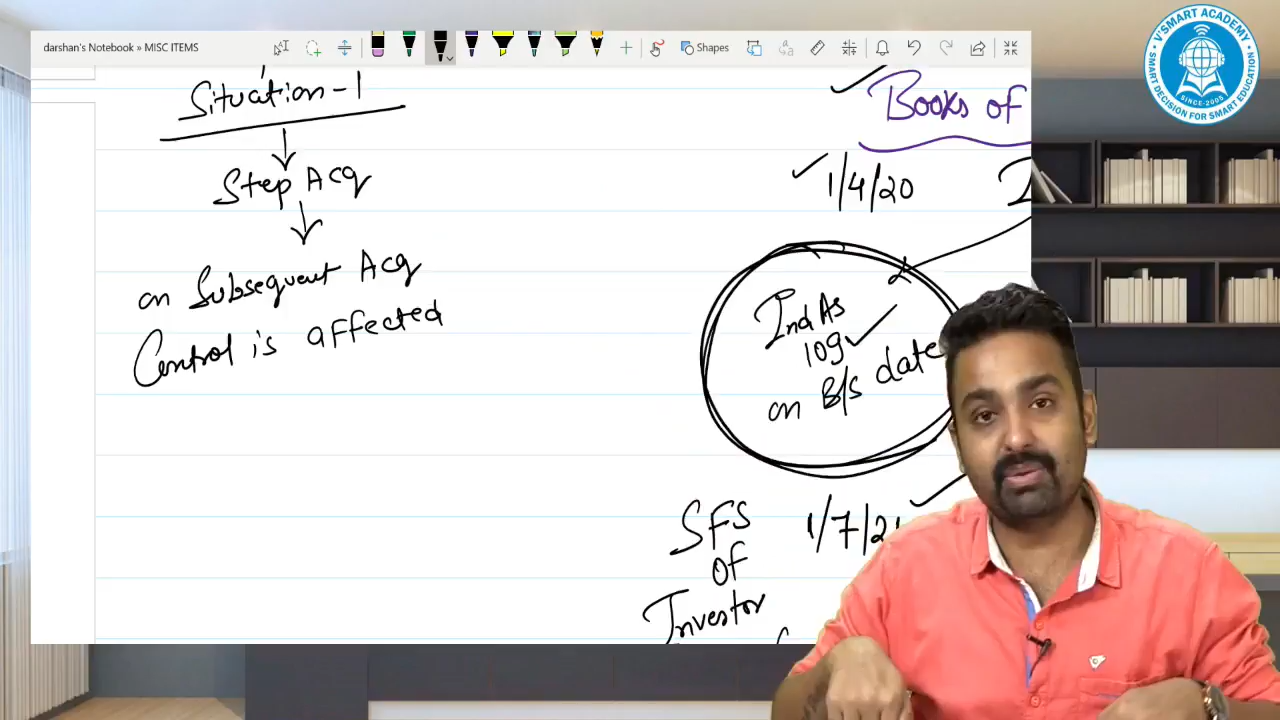 darshan's Notebook » MISC ITEMS
Shapes
V'SMART ACADEMY
SINCE-2005
SMART DECISION FOR SMART EDUCATION
Situation-1
Step Acq
on Subsequent Acq
Control is affected
Books of
1/4/20
Ind As
109
on B/S date
SFS
of
Investor
1/7/21